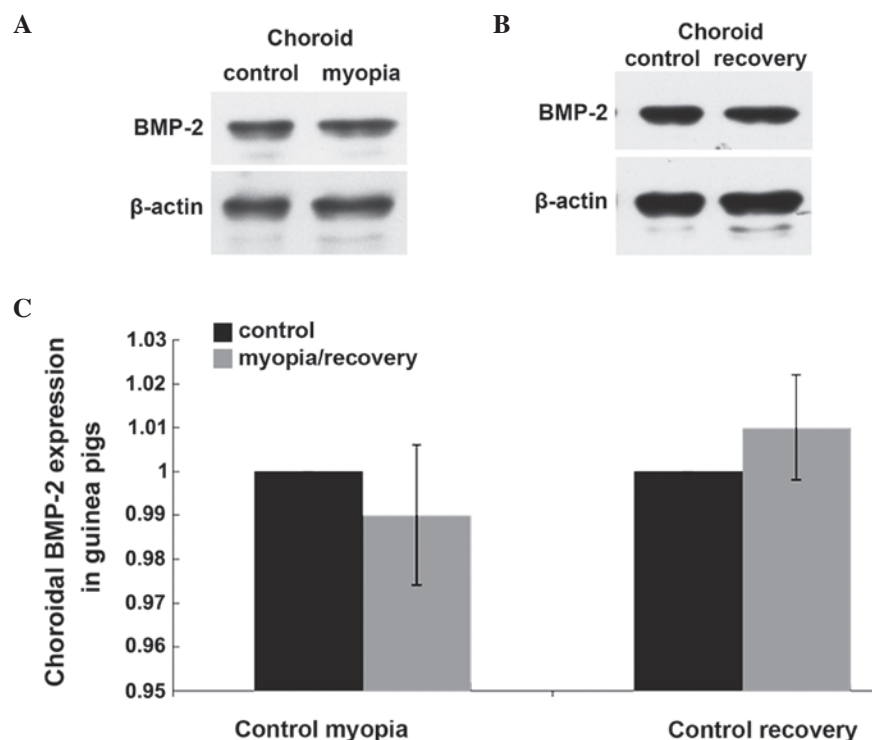 A
Choroid
control myopia
BMP-2
β-actin
B
Choroid
control recovery
BMP-2
β-actin
C
control
myopia/recovery
Choroidal BMP-2 expression
in guinea pigs
1.03
1.02
1.01
1
0.99
0.98
0.97
0.96
0.95
Control myopia
Control recovery